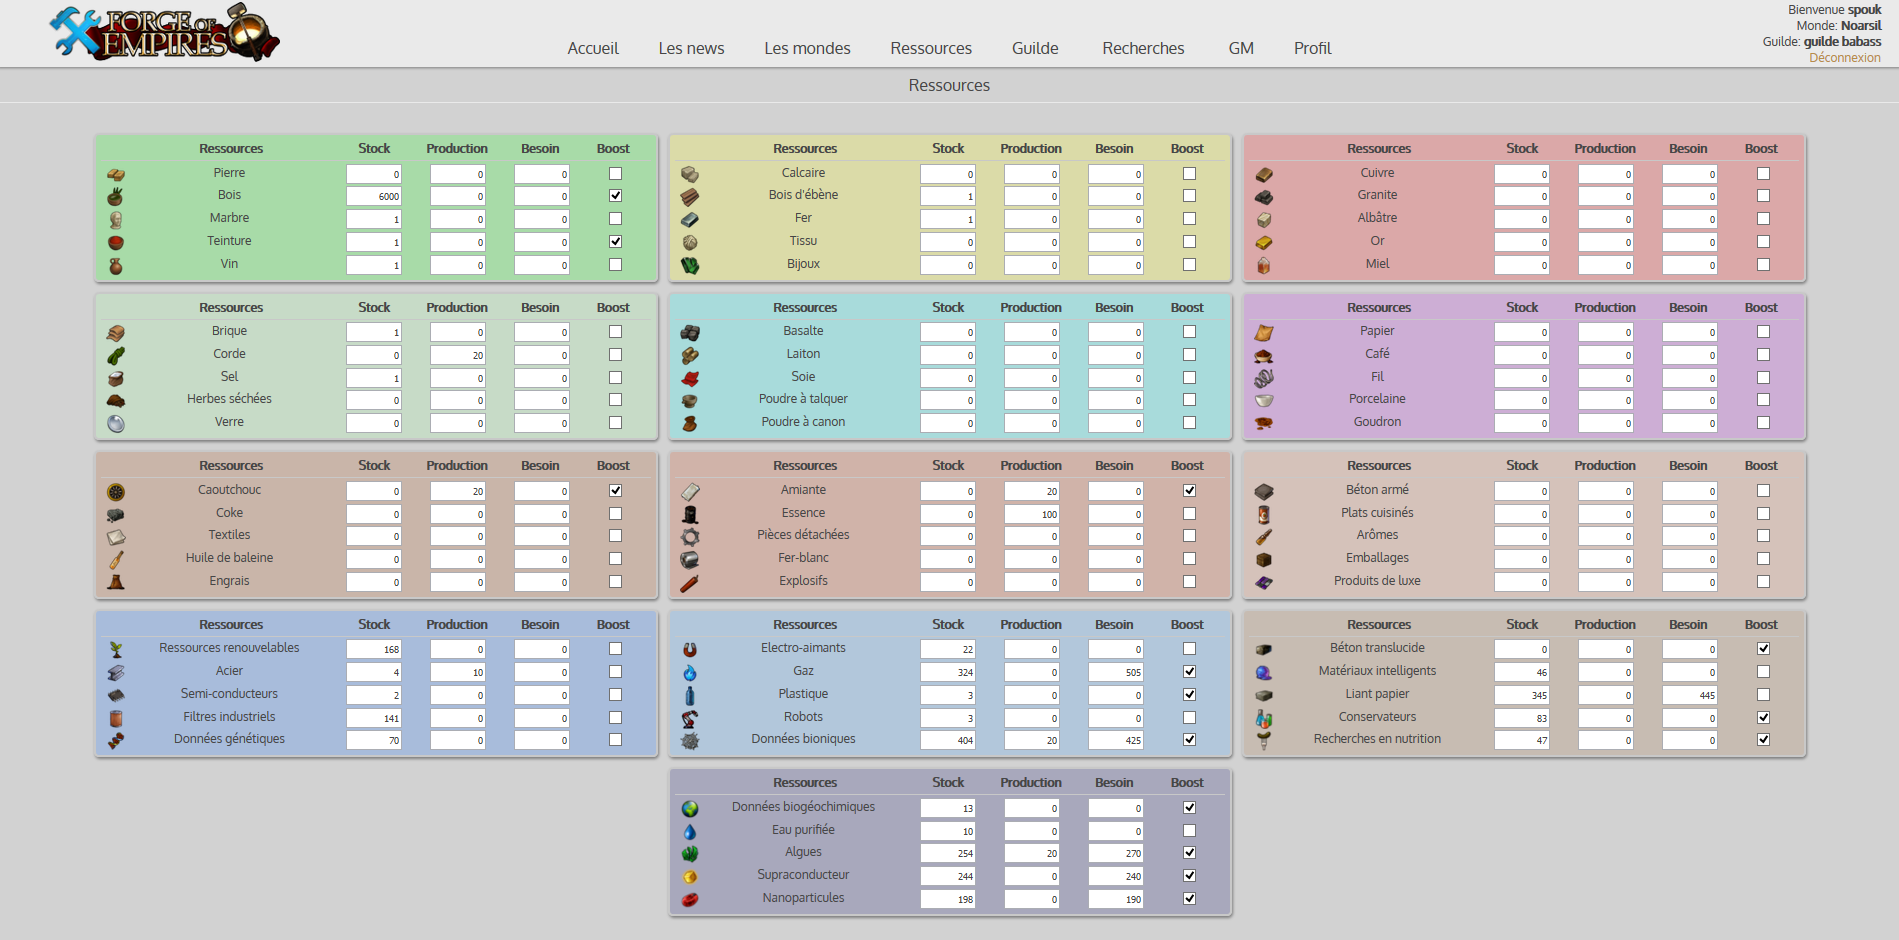 FORGE OF
EMPIRES
Accueil Les news Les mondes Ressources Guilde Recherches GM Profil
Bienvenue spouk
Monde: Noarsil
Guilde: guilde babass
Déconnexion
Ressources
Ressources Stock Production Besoin Boost
Pierre 0 0 0
Bois 6000 0 0
Marbre 1 0 0
Teinture 1 0 0
Vin 1 0 0
Ressources Stock Production Besoin Boost
Calcaire 0 0 0
Bois d'ébène 1 0 0
Fer 1 0 0
Tissu 0 0 0
Bijoux 0 0 0
Ressources Stock Production Besoin Boost
Cuivre 0 0 0
Granite 0 0 0
Albâtre 0 0 0
Or 0 0 0
Miel 0 0 0
Ressources Stock Production Besoin Boost
Brique 1 0 0
Corde 0 20 0
Sel 1 0 0
Herbes séchées 0 0 0
Verre 0 0 0
Ressources Stock Production Besoin Boost
Basalte 0 0 0
Laiton 0 0 0
Soie 0 0 0
Poudre à talquer 0 0 0
Poudre à canon 0 0 0
Ressources Stock Production Besoin Boost
Papier 0 0 0
Café 0 0 0
Fil 0 0 0
Porcelaine 0 0 0
Goudron 0 0 0
Ressources Stock Production Besoin Boost
Caoutchouc 0 20 0
Coke 0 0 0
Textiles 0 0 0
Huile de baleine 0 0 0
Engrais 0 0 0
Ressources Stock Production Besoin Boost
Amiante 0 20 0
Essence 0 100 0
Pièces détachées 0 0 0
Fer-blanc 0 0 0
Explosifs 0 0 0
Ressources Stock Production Besoin Boost
Béton armé 0 0 0
Plats cuisinés 0 0 0
Arômes 0 0 0
Emballages 0 0 0
Produits de luxe 0 0 0
Ressources Stock Production Besoin Boost
Ressources renouvelables 168 0 0
Acier 4 10 0
Semi-conducteurs 2 0 0
Filtres industriels 141 0 0
Données génétiques 70 0 0
Ressources Stock Production Besoin Boost
Electro-aimants 22 0 0
Gaz 324 0 505
Plastique 3 0 0
Robots 3 0 0
Données bioniques 404 20 425
Ressources Stock Production Besoin Boost
Béton translucide 0 0 0
Matériaux intelligents 46 0 0
Liant papier 345 0 445
Conservateurs 83 0 0
Recherches en nutrition 47 0 0
Ressources Stock Production Besoin Boost
Données biogéochimiques 13 0 0
Eau purifiée 10 0 0
Algues 254 20 270
Supraconducteur 244 0 240
Nanoparticules 198 0 190